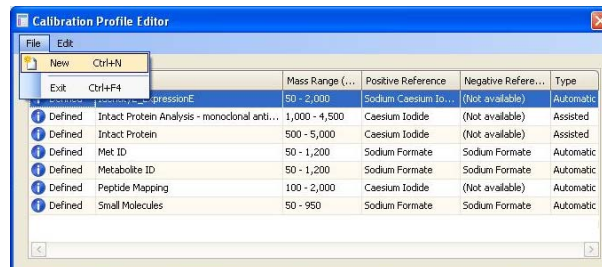 Calibration Profile Editor
File Edit
New Ctrl+N
Exit Ctrl+F4
Mass Range (... Positive Reference Negative Refere... Type
50 - 2,000 Sodium Caesium Io... (Not available) Automatic
Defined Intact Protein Analysis - monoclonal anti... 1,000 - 4,500 Caesium Iodide (Not available) Assisted
Defined Intact Protein 500 - 5,000 Caesium Iodide (Not available) Assisted
Defined Met ID 50 - 1,200 Sodium Formate Sodium Formate Automatic
Defined Metabolite ID 50 - 1,200 Sodium Formate Sodium Formate Automatic
Defined Peptide Mapping 100 - 2,000 Caesium Iodide (Not available) Automatic
Defined Small Molecules 50 - 950 Sodium Formate Sodium Formate Automatic